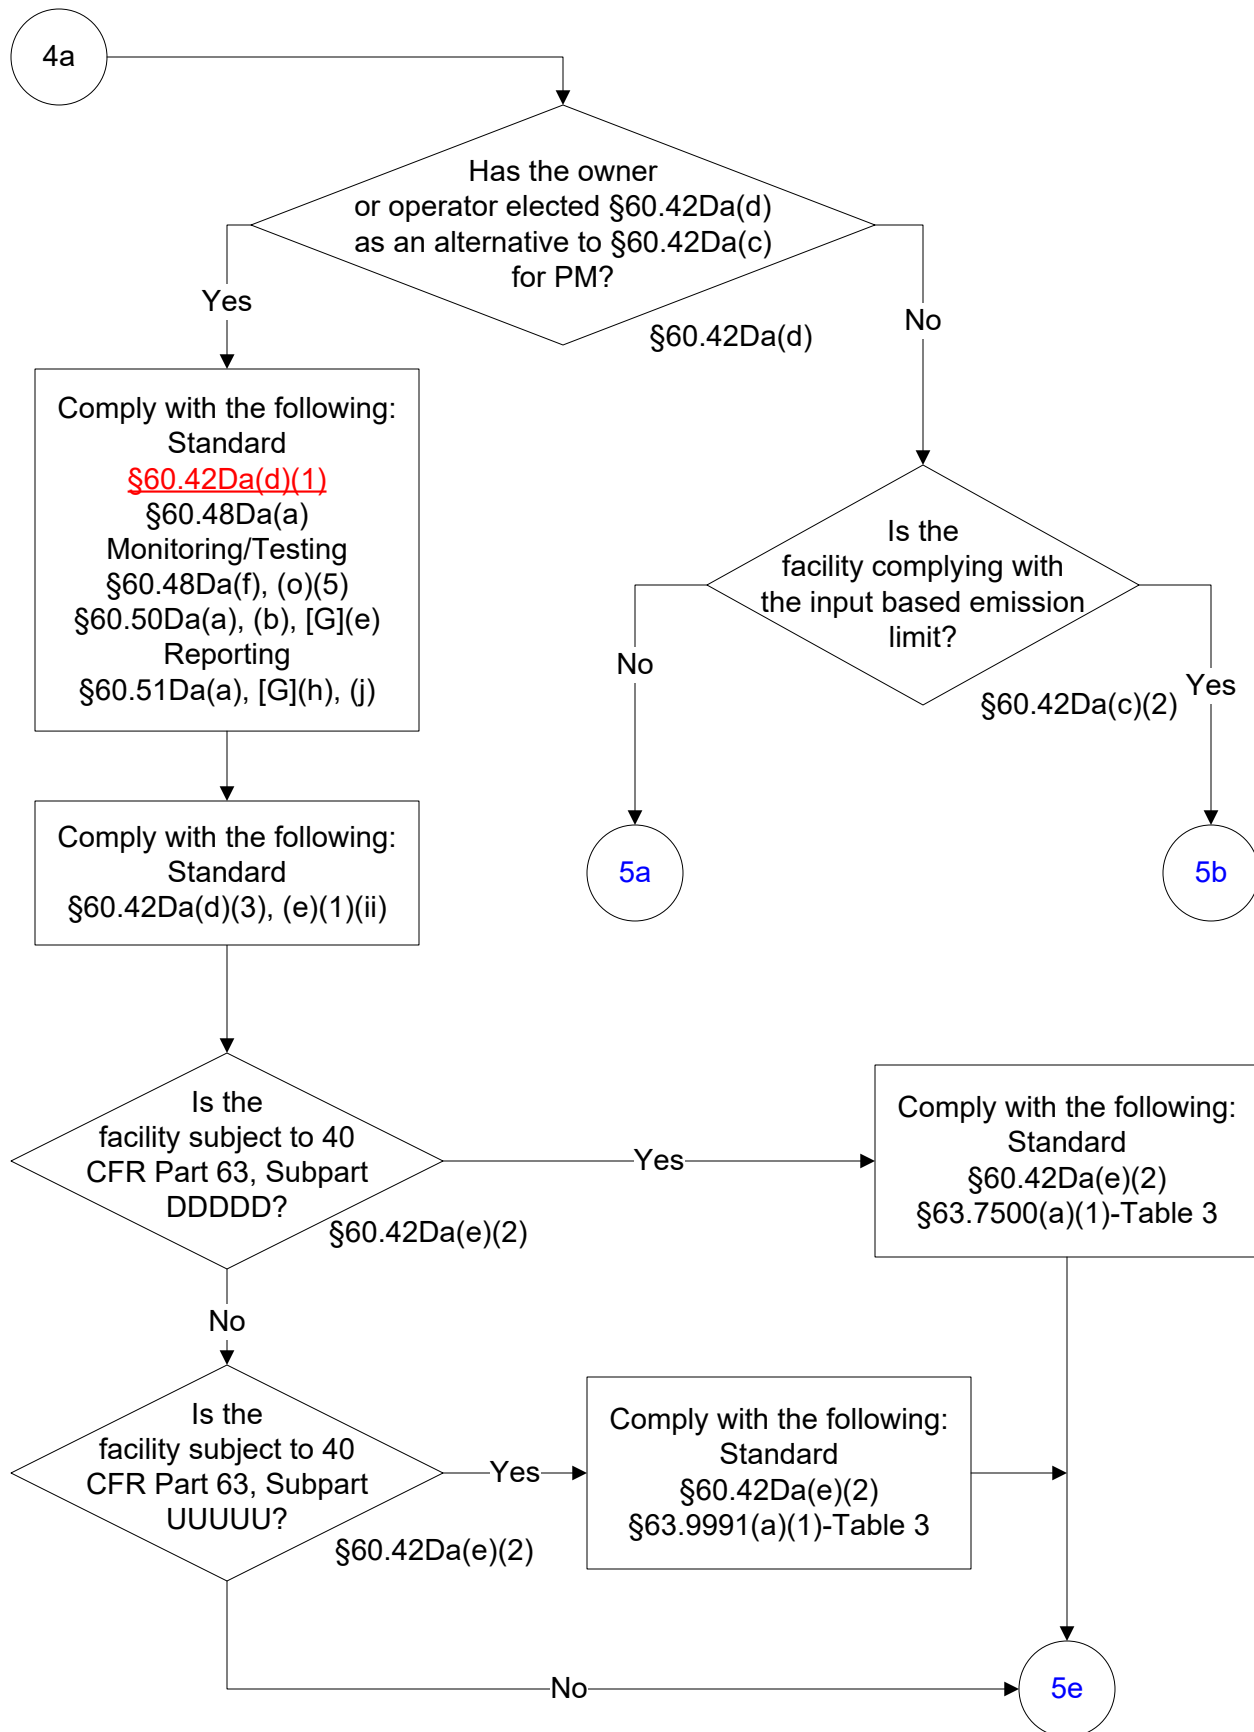 4a
Has the owner
or operator elected §60.42Da(d)
as an alternative to §60.42Da(c)
for PM?
§60.42Da(d)
Yes
No
Comply with the following:
Standard
§60.42Da(d)(1)
§60.48Da(a)
Monitoring/Testing
§60.48Da(f), (o)(5)
§60.50Da(a), (b), [G](e)
Reporting
§60.51Da(a), [G](h), (j)
Is the
facility complying with
the input based emission
limit?
§60.42Da(c)(2)
No
Yes
5a
5b
Comply with the following:
Standard
§60.42Da(d)(3), (e)(1)(ii)
Is the
facility subject to 40
CFR Part 63, Subpart
DDDDD?
§60.42Da(e)(2)
Yes
Comply with the following:
Standard
§60.42Da(e)(2)
§63.7500(a)(1)-Table 3
No
Is the
facility subject to 40
CFR Part 63, Subpart
UUUUU?
§60.42Da(e)(2)
Yes
Comply with the following:
Standard
§60.42Da(e)(2)
§63.9991(a)(1)-Table 3
No
5e